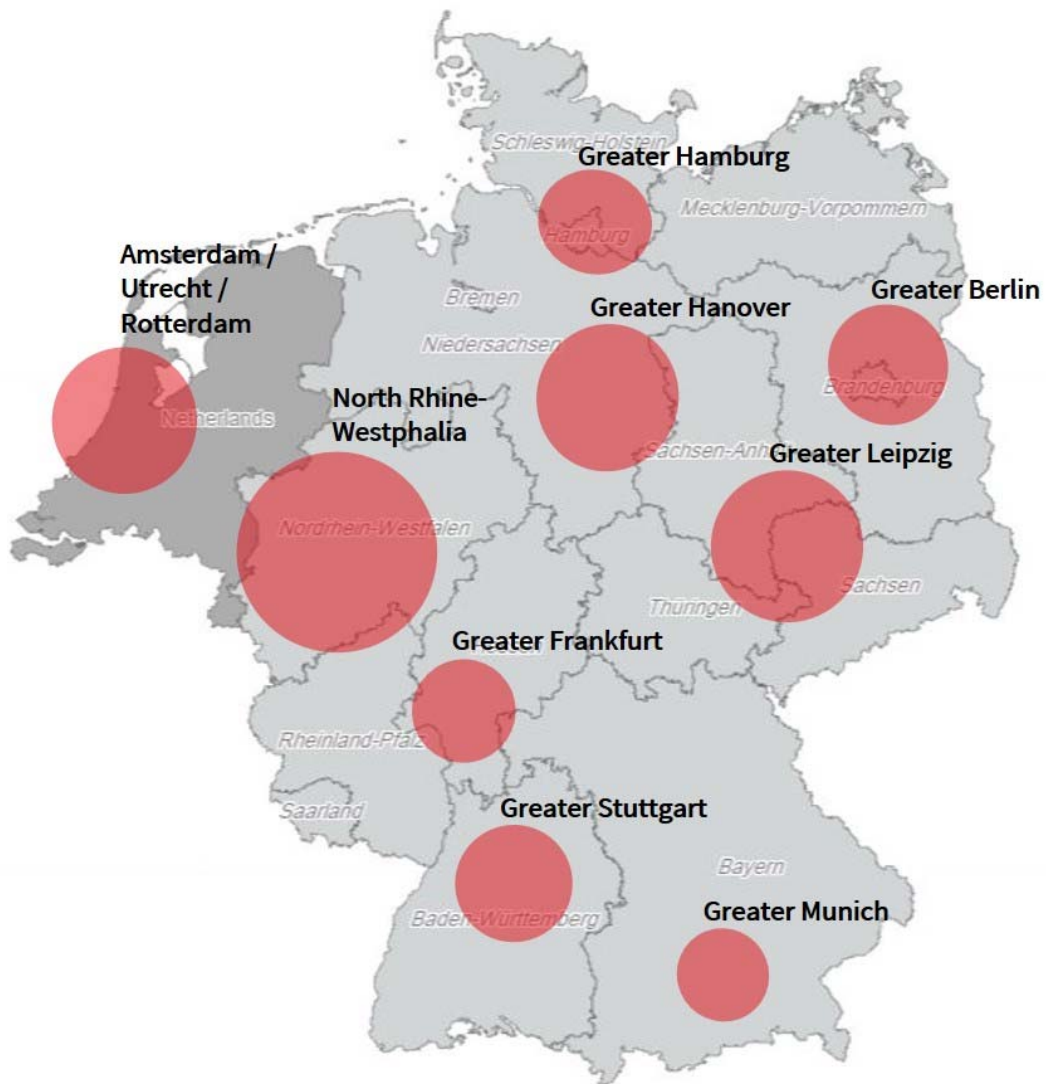 Schleswig-Holstein
Greater Hamburg
Mecklenburg-Vorpommern
Hamburg
Amsterdam /
Utrecht /
Rotterdam
Bremen
Greater Hanover
Greater Berlin
Niedersachsen
Brandenburg
Netherlands
North Rhine-
Westphalia
Greater Leipzig
Nordrhein-Westfalen
Sachsen
Thüringen
Greater Frankfurt
Rheinland-Pfalz
Saarland
Greater Stuttgart
Bayern
Baden-Württemberg
Greater Munich